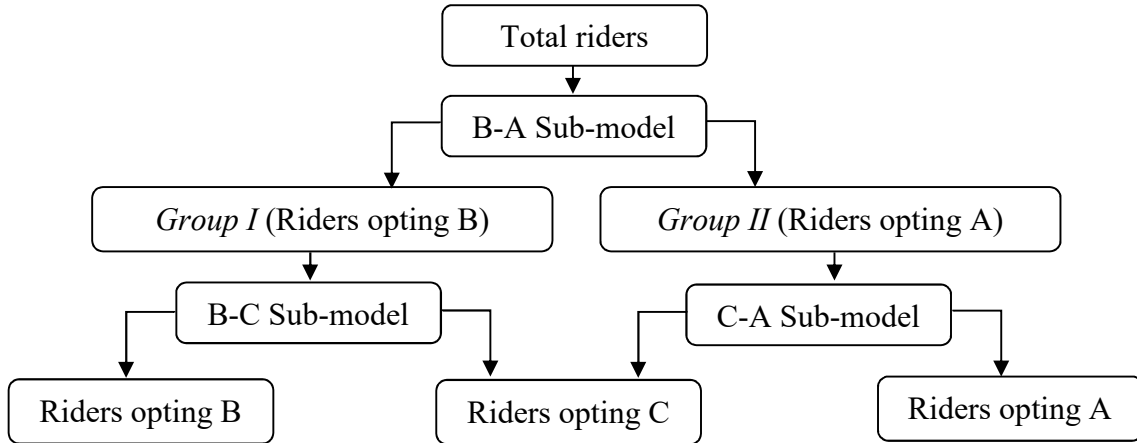 Total riders
B-A Sub-model
Group I (Riders opting B)
Group II (Riders opting A)
B-C Sub-model
C-A Sub-model
Riders opting B
Riders opting C
Riders opting A